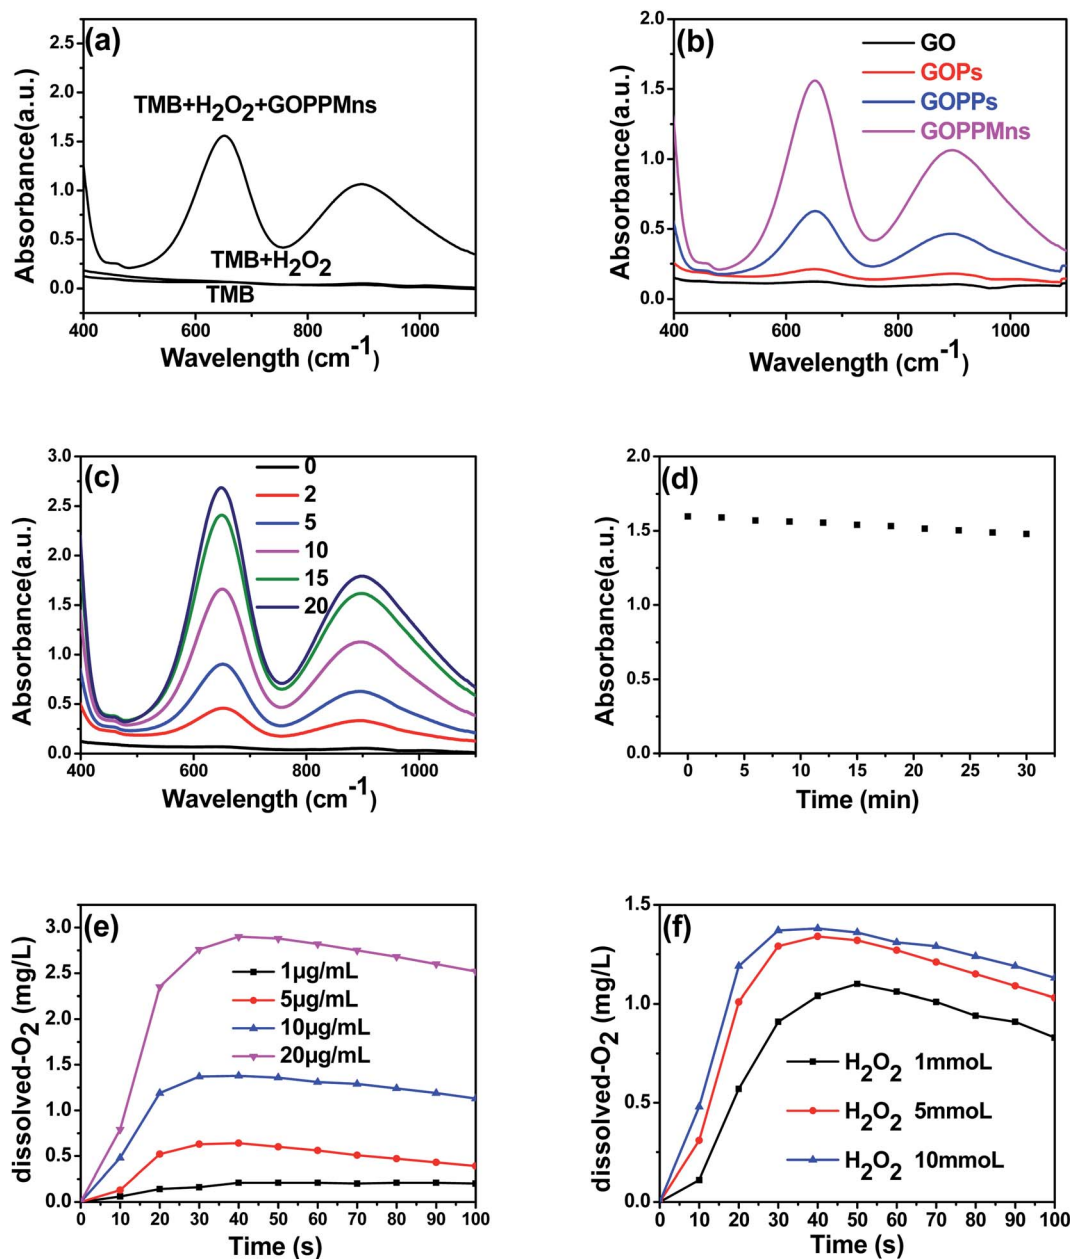 (a)
2.5
2.0
1.5
1.0
0.5
0.0
Absorbance(a.u.)
TMB+H2O2+GOPPMns
TMB+H2O2
TMB
400 600 800 1000
Wavelength (cm-1)
(b)
2.0
1.5
1.0
0.5
0.0
Absorbance(a.u.)
GO
GOPs
GOPPs
GOPPMns
400 600 800 1000
Wavelength (cm-1)
(c)
3.0
2.5
2.0
1.5
1.0
0.5
0.0
Absorbance(a.u.)
0
2
5
10
15
20
400 600 800 1000
Wavelength (cm-1)
(d)
2.0
1.5
1.0
0.5
0.0
Absorbance(a.u.)
0 5 10 15 20 25 30
Time (min)
(e)
3.0
2.5
2.0
1.5
1.0
0.5
0.0
dissolved-O2 (mg/L)
1μg/mL
5μg/mL
10μg/mL
20μg/mL
0 10 20 30 40 50 60 70 80 90 100
Time (s)
(f)
1.5
1.0
0.5
0.0
dissolved-O2 (mg/L)
H2O2 1mmoL
H2O2 5mmoL
H2O2 10mmoL
0 10 20 30 40 50 60 70 80 90 100
Time (s)